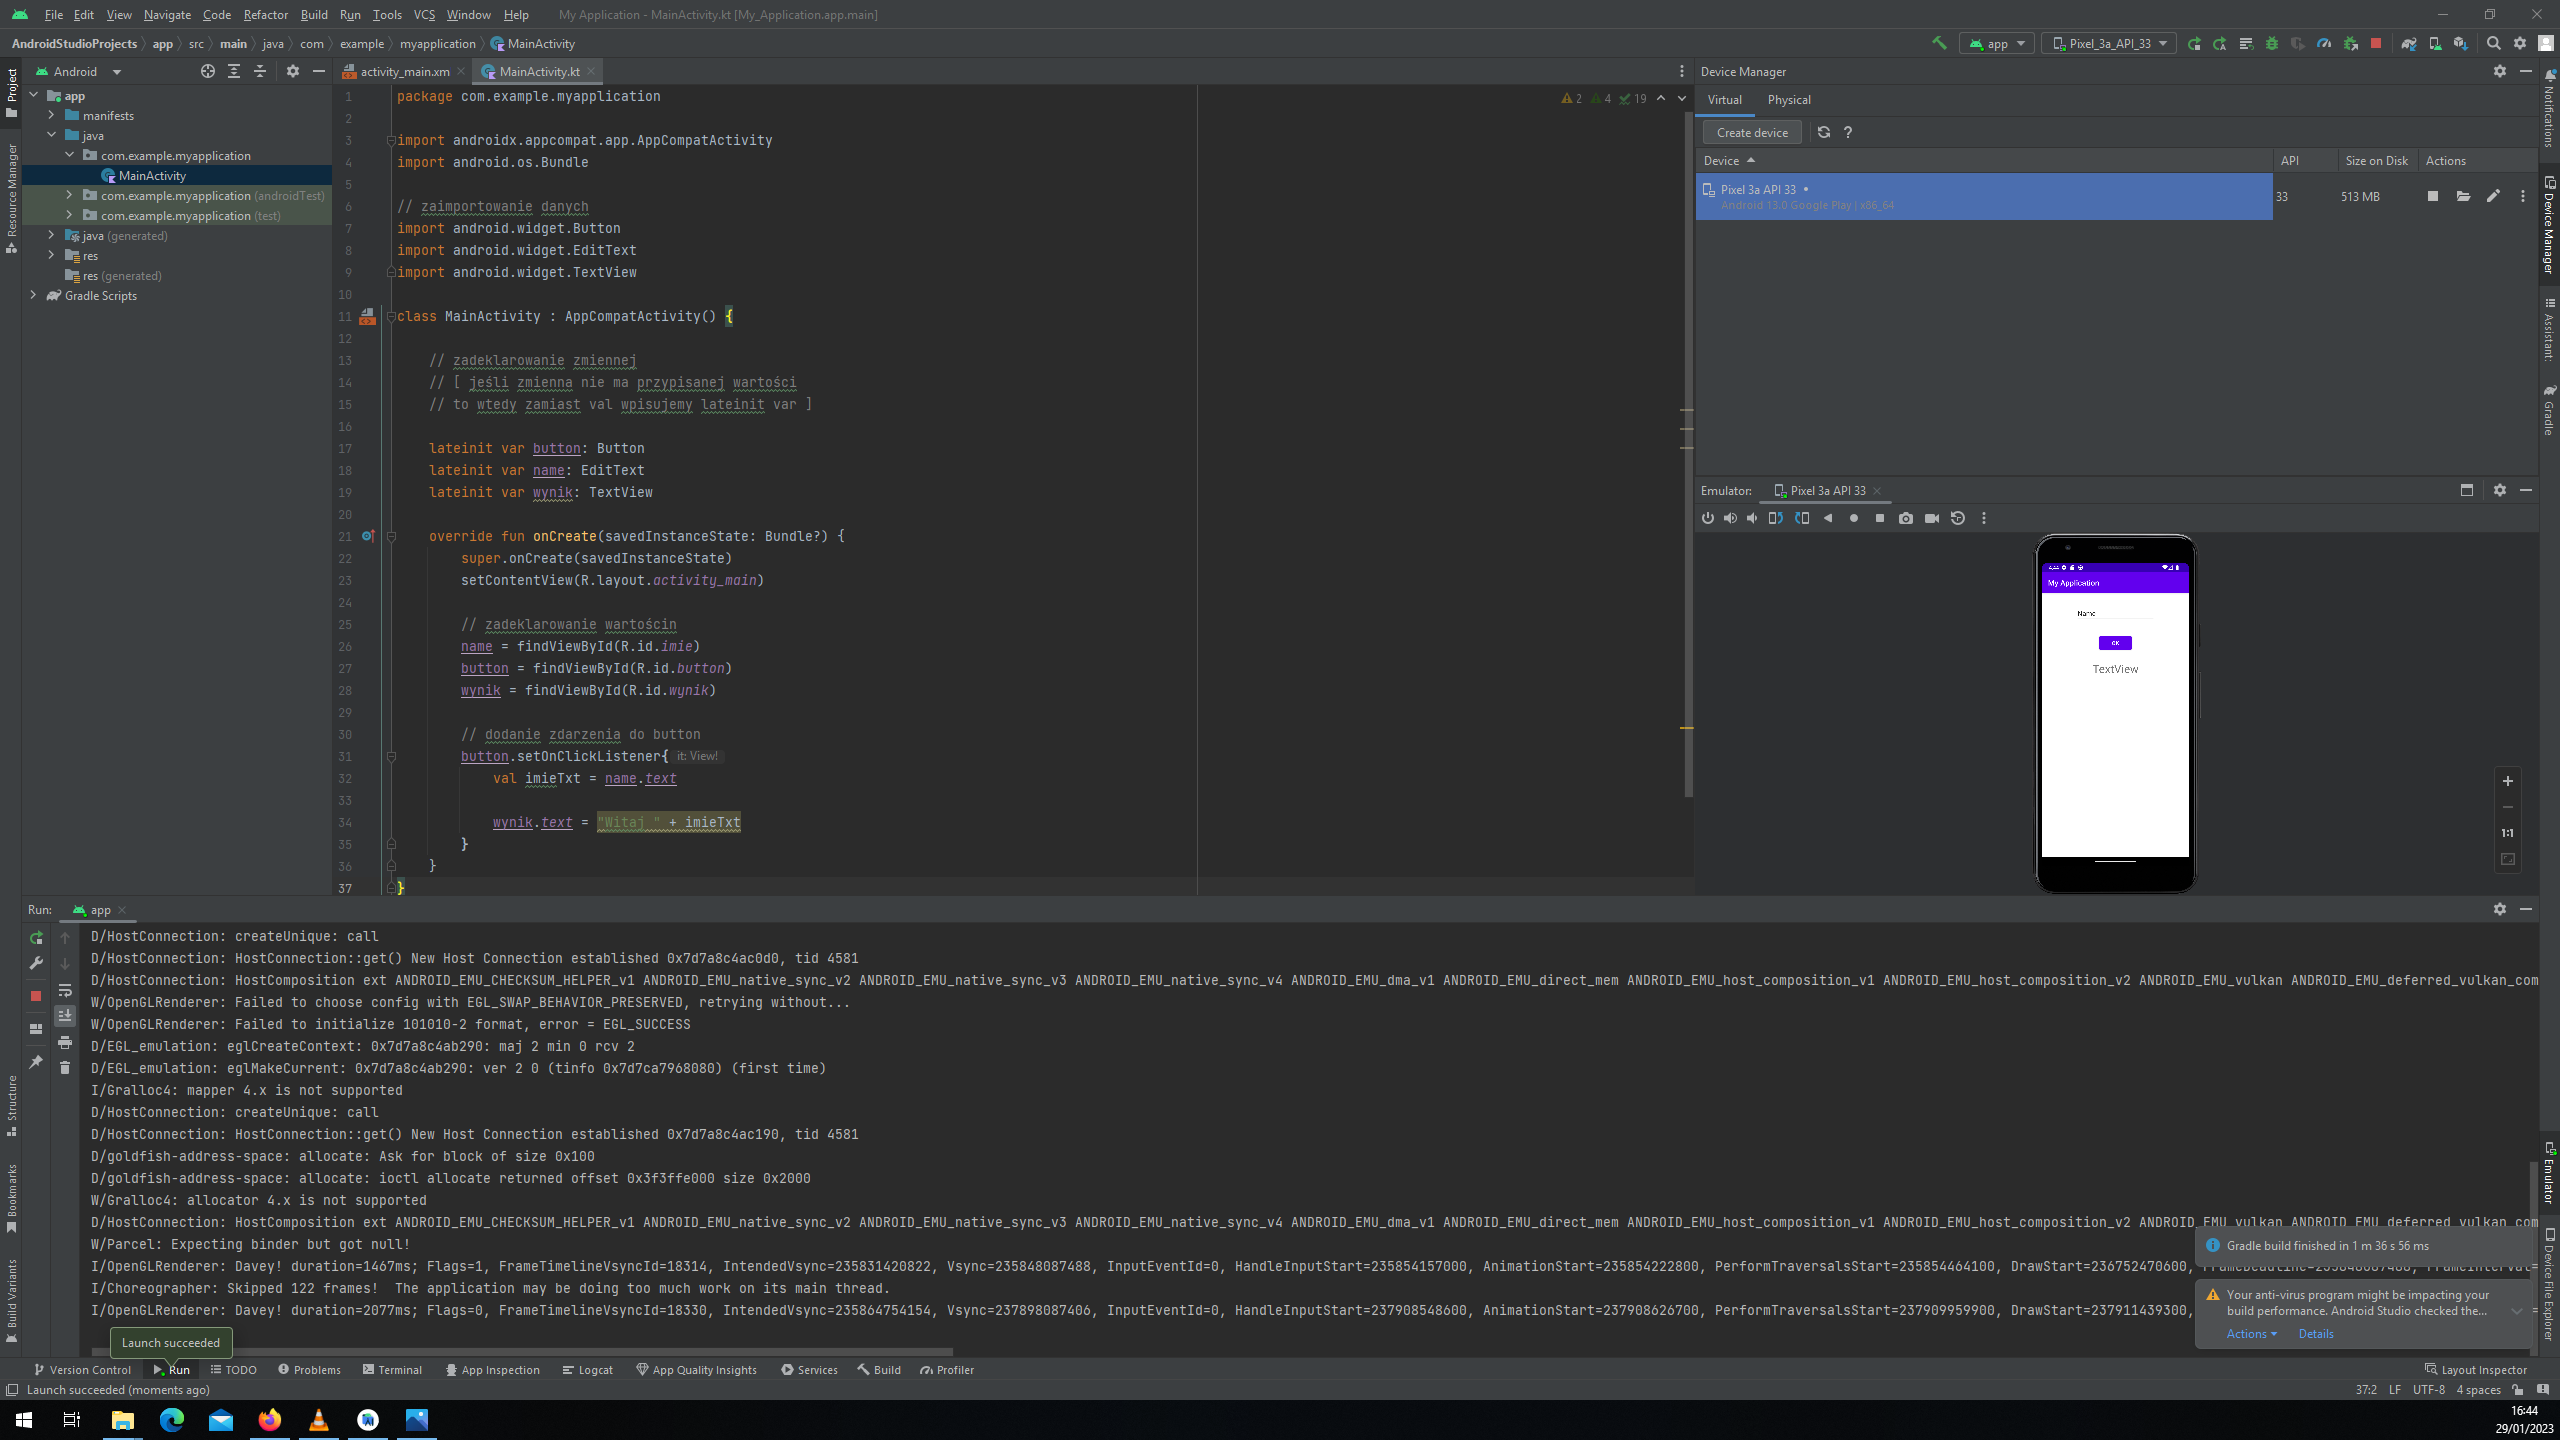 File Edit View Navigate Code Refactor Build Run Tools VCS Window Help My Application - MainActivity.kt [My_Application.app.main]
AndroidStudioProjects app src main java com example myapplication MainActivity
app Pixel_3a_API_33
Android
activity_main.xm MainActivity.kt
Project
Resource Manager
app
manifests
java
com.example.myapplication
MainActivity
com.example.myapplication (androidTest)
com.example.myapplication (test)
java (generated)
res
res (generated)
Gradle Scripts
2 4 19
1 package com.example.myapplication
2
3 import androidx.appcompat.app.AppCompatActivity
4 import android.os.Bundle
5
6 // zaimportowanie danych
7 import android.widget.Button
8 import android.widget.EditText
9 import android.widget.TextView
10
11 class MainActivity : AppCompatActivity() {
12
13 // zadeklarowanie zmiennej
14 // [ jeśli zmienna nie ma przypisanej wartości
15 // to wtedy zamiast val wpisujemy lateinit var ]
16
17 lateinit var button: Button
18 lateinit var name: EditText
19 lateinit var wynik: TextView
20
21 override fun onCreate(savedInstanceState: Bundle?) {
22 super.onCreate(savedInstanceState)
23 setContentView(R.layout.activity_main)
24
25 // zadeklarowanie wartościn
26 name = findViewById(R.id.imie)
27 button = findViewById(R.id.button)
28 wynik = findViewById(R.id.wynik)
29
30 // dodanie zdarzenia do button
31 button.setOnClickListener{ it: View!
32 val imieTxt = name.text
33
34 wynik.text = "Witaj " + imieTxt
35 }
36 }
37 }
Device Manager
Virtual Physical
Create device ?
Device API Size on Disk Actions
Pixel 3a API 33
Android 13.0 Google Play | x86_64
33 513 MB
Emulator: Pixel 3a API 33
4:44
My Application
Name
OK
TextView
1:1
Notifications
Device Manager
Assistant
Gradle
Emulator
Device File Explorer
Run: app
D/HostConnection: createUnique: call
D/HostConnection: HostConnection::get() New Host Connection established 0x7d7a8c4ac0d0, tid 4581
D/HostConnection: HostComposition ext ANDROID_EMU_CHECKSUM_HELPER_v1 ANDROID_EMU_native_sync_v2 ANDROID_EMU_native_sync_v3 ANDROID_EMU_native_sync_v4 ANDROID_EMU_dma_v1 ANDROID_EMU_direct_mem ANDROID_EMU_host_composition_v1 ANDROID_EMU_host_composition_v2 ANDROID_EMU_vulkan ANDROID_EMU_deferred_vulkan_com
W/OpenGLRenderer: Failed to choose config with EGL_SWAP_BEHAVIOR_PRESERVED, retrying without...
W/OpenGLRenderer: Failed to initialize 101010-2 format, error = EGL_SUCCESS
D/EGL_emulation: eglCreateContext: 0x7d7a8c4ab290: maj 2 min 0 rcv 2
D/EGL_emulation: eglMakeCurrent: 0x7d7a8c4ab290: ver 2 0 (tinfo 0x7d7ca7968080) (first time)
I/Gralloc4: mapper 4.x is not supported
D/HostConnection: createUnique: call
D/HostConnection: HostConnection::get() New Host Connection established 0x7d7a8c4ac190, tid 4581
D/goldfish-address-space: allocate: Ask for block of size 0x100
D/goldfish-address-space: allocate: ioctl allocate returned offset 0x3f3ffe000 size 0x2000
W/Gralloc4: allocator 4.x is not supported
D/HostConnection: HostComposition ext ANDROID_EMU_CHECKSUM_HELPER_v1 ANDROID_EMU_native_sync_v2 ANDROID_EMU_native_sync_v3 ANDROID_EMU_native_sync_v4 ANDROID_EMU_dma_v1 ANDROID_EMU_direct_mem ANDROID_EMU_host_composition_v1 ANDROID_EMU_host_composition_v2 ANDROID_EMU_vulkan ANDROID_EMU_deferred_vulkan_com
W/Parcel: Expecting binder but got null!
I/OpenGLRenderer: Davey! duration=1467ms; Flags=1, FrameTimelineVsyncId=18314, IntendedVsync=235831420822, Vsync=235848087488, InputEventId=0, HandleInputStart=235854157000, AnimationStart=235854222800, PerformTraversalsStart=235854464100, DrawStart=236752470600,
I/Choreographer: Skipped 122 frames! The application may be doing too much work on its main thread.
I/OpenGLRenderer: Davey! duration=2077ms; Flags=0, FrameTimelineVsyncId=18330, IntendedVsync=235864754154, Vsync=237898087406, InputEventId=0, HandleInputStart=237908548600, AnimationStart=237908626700, PerformTraversalsStart=237909959900, DrawStart=237911439300,
Gradle build finished in 1 m 36 s 56 ms
Your anti-virus program might be impacting your
build performance. Android Studio checked the...
Actions Details
Structure
Bookmarks
Build Variants
Launch succeeded
Version Control Run TODO Problems Terminal App Inspection Logcat App Quality Insights Services Build Profiler Layout Inspector
Launch succeeded (moments ago) 37:2 LF UTF-8 4 spaces
16:44
29/01/2023